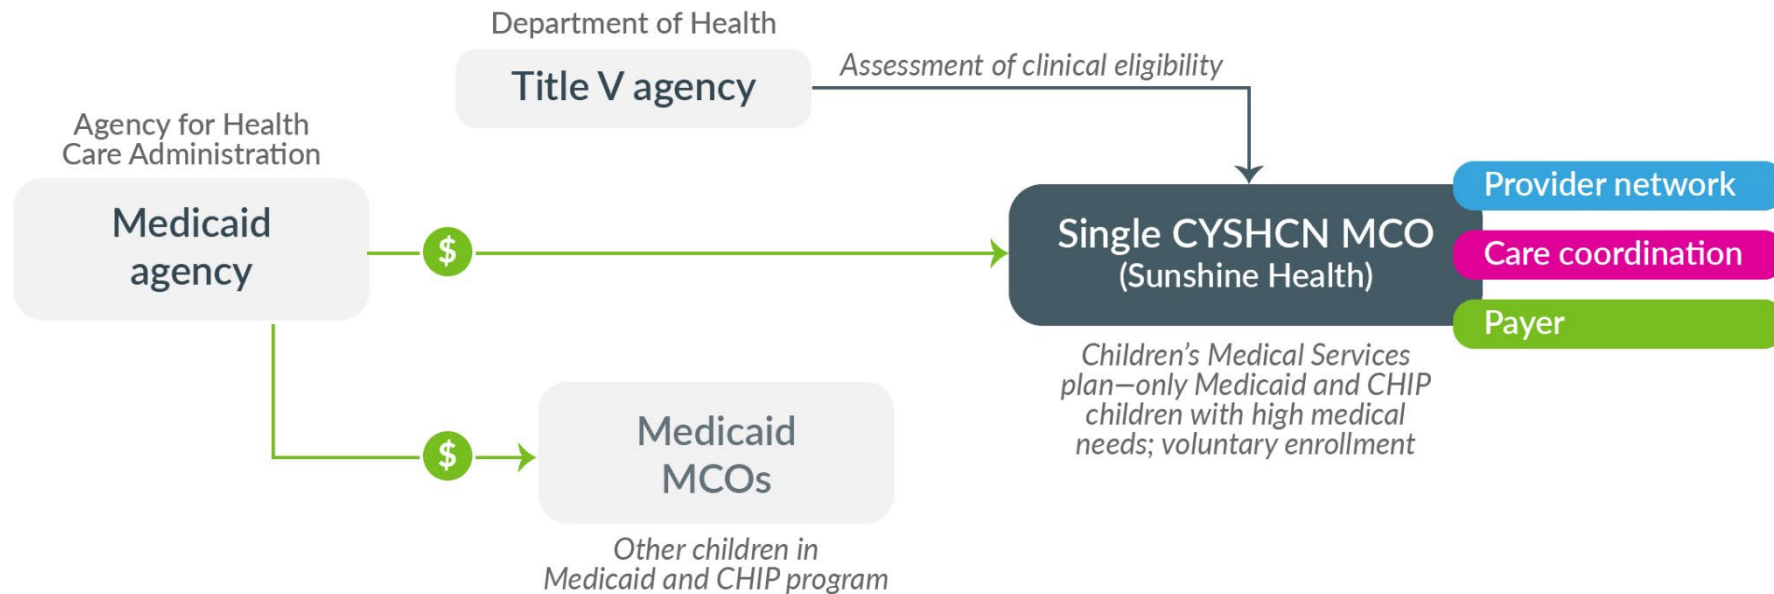 Department of Health
Title V agency
Assessment of clinical eligibility
Agency for Health
Care Administration
Medicaid
agency
$
Single CYSHCN MCO
(Sunshine Health)
Provider network
Care coordination
Payer
Children’s Medical Services
plan—only Medicaid and CHIP
children with high medical
needs; voluntary enrollment
$
Medicaid
MCOs
Other children in
Medicaid and CHIP program